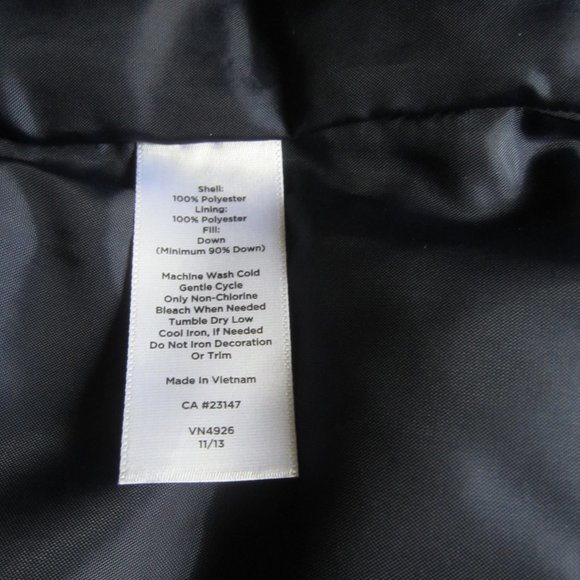 Shell:
100% Polyester
Lining:
100% Polyester
Fill:
Down
(Minimum 90% Down)
Machine Wash Cold
Gentle Cycle
Only Non-Chlorine
Bleach When Needed
Tumble Dry Low
Cool Iron, If Needed
Do Not Iron Decoration
Or Trim
Made In Vietnam
CA #23147
VN4926
11/13